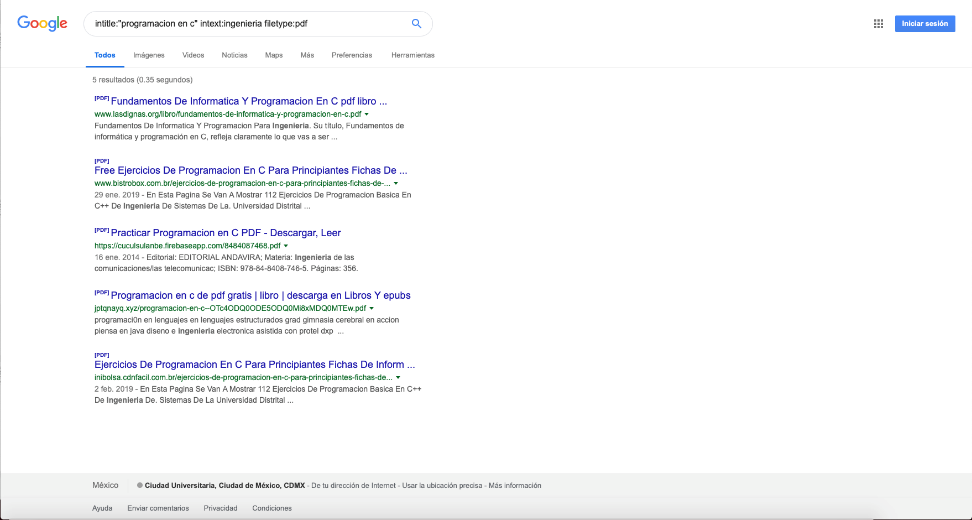 Google
intitle:"programacion en c" intext:ingenieria filetype:pdf
Iniciar sesión
Todos Imágenes Videos Noticias Maps Más Preferencias Herramientas
5 resultados (0.35 segundos)
[PDF] Fundamentos De Informatica Y Programacion En C pdf libro ...
www.lasdignas.org/libro/fundamentos-de-informatica-y-programacion-en-c.pdf
Fundamentos De Informatica Y Programacion Para Ingenieria. Su título, Fundamentos de
informática y programación en C, refleja claramente lo que vas a ser ...
[PDF]
Free Ejercicios De Programacion En C Para Principiantes Fichas De ...
www.bistrobox.com.br/ejercicios-de-programacion-en-c-para-principiantes-fichas-de-...
29 ene. 2019 - En Esta Pagina Se Van A Mostrar 112 Ejercicios De Programacion Basica En
C++ De Ingenieria De Sistemas De La. Universidad Distrital ...
[PDF] Practicar Programacion en C PDF - Descargar, Leer
https://cuculsulanbe.firebaseapp.com/8484087468.pdf
16 ene. 2014 - Editorial: EDITORIAL ANDAVIRA; Materia: Ingenieria de las
comunicaciones/las telecomunicac; ISBN: 978-84-8408-746-5. Páginas: 356.
[PDF] Programacion en c de pdf gratis | libro | descarga en Libros Y epubs
jptqnayq.xyz/programacion-en-c--OTc4ODQ0ODE5ODQ0Mi8xMDQ0MTEw.pdf
programaci0n en lenguajes en lenguajes estructurados grad gimnasia cerebral en accion
piensa en java diseno e ingenieria electronica asistida con protel dxp ...
[PDF]
Ejercicios De Programacion En C Para Principiantes Fichas De Inform ...
inibolsa.cdnfacil.com.br/ejercicios-de-programacion-en-c-para-principiantes-fichas-de...
2 feb. 2019 - En Esta Pagina Se Van A Mostrar 112 Ejercicios De Programacion Basica En C++
De Ingenieria De. Sistemas De La Universidad Distrital ...
México Ciudad Universitaria, Ciudad de México, CDMX - De tu dirección de Internet - Usar la ubicación precisa - Más información
Ayuda Enviar comentarios Privacidad Condiciones